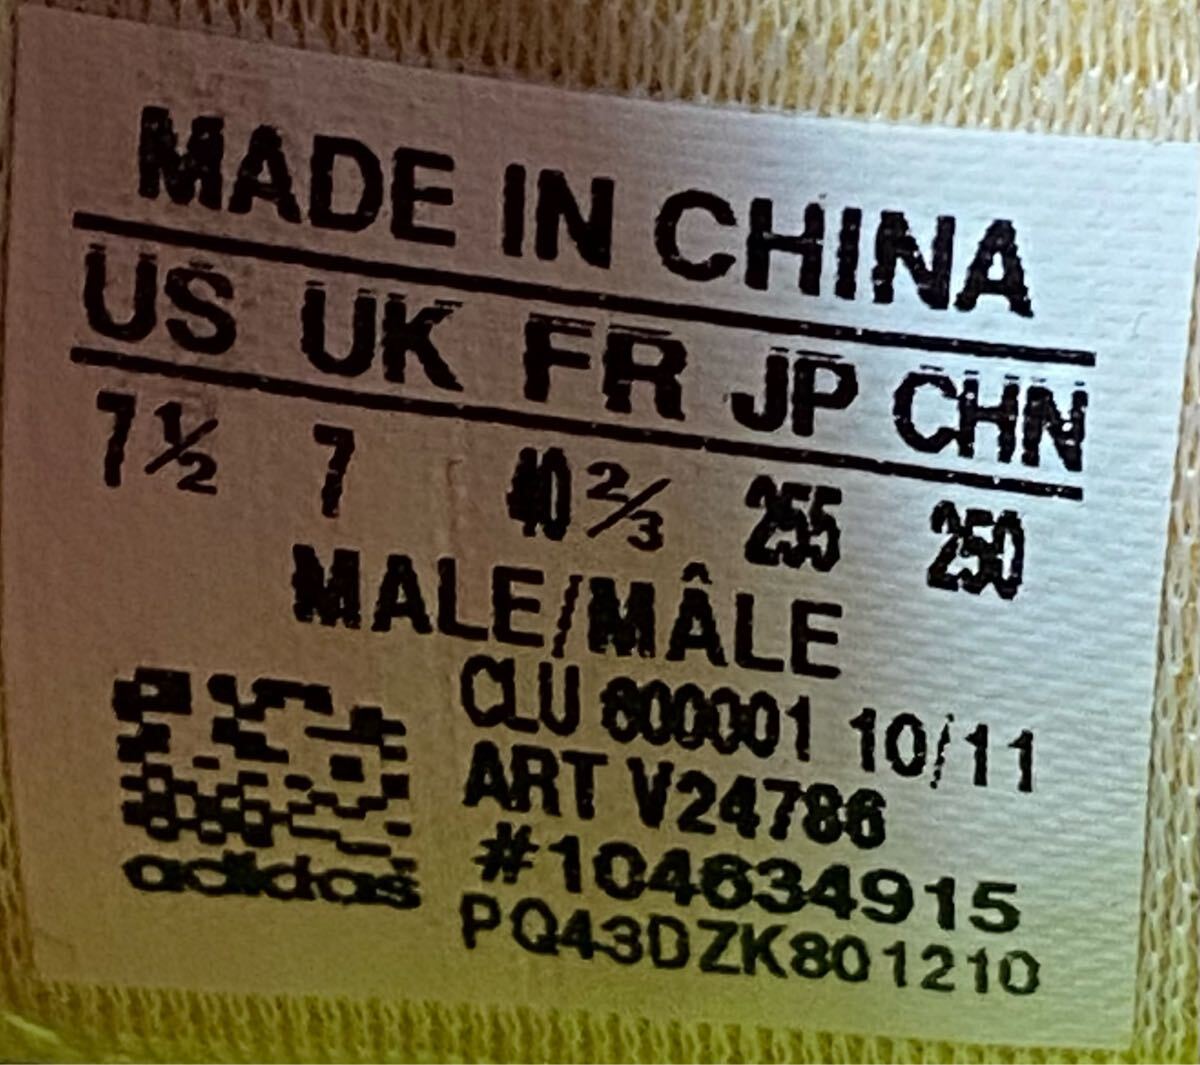 MADE IN CHINA
US UK FR JP CHN
7½ 7 40⅔ 255 250
MALE/MÂLE
CLU 600001 10/11
ART V24786
#104634915
PQ43DZK801210
adidas